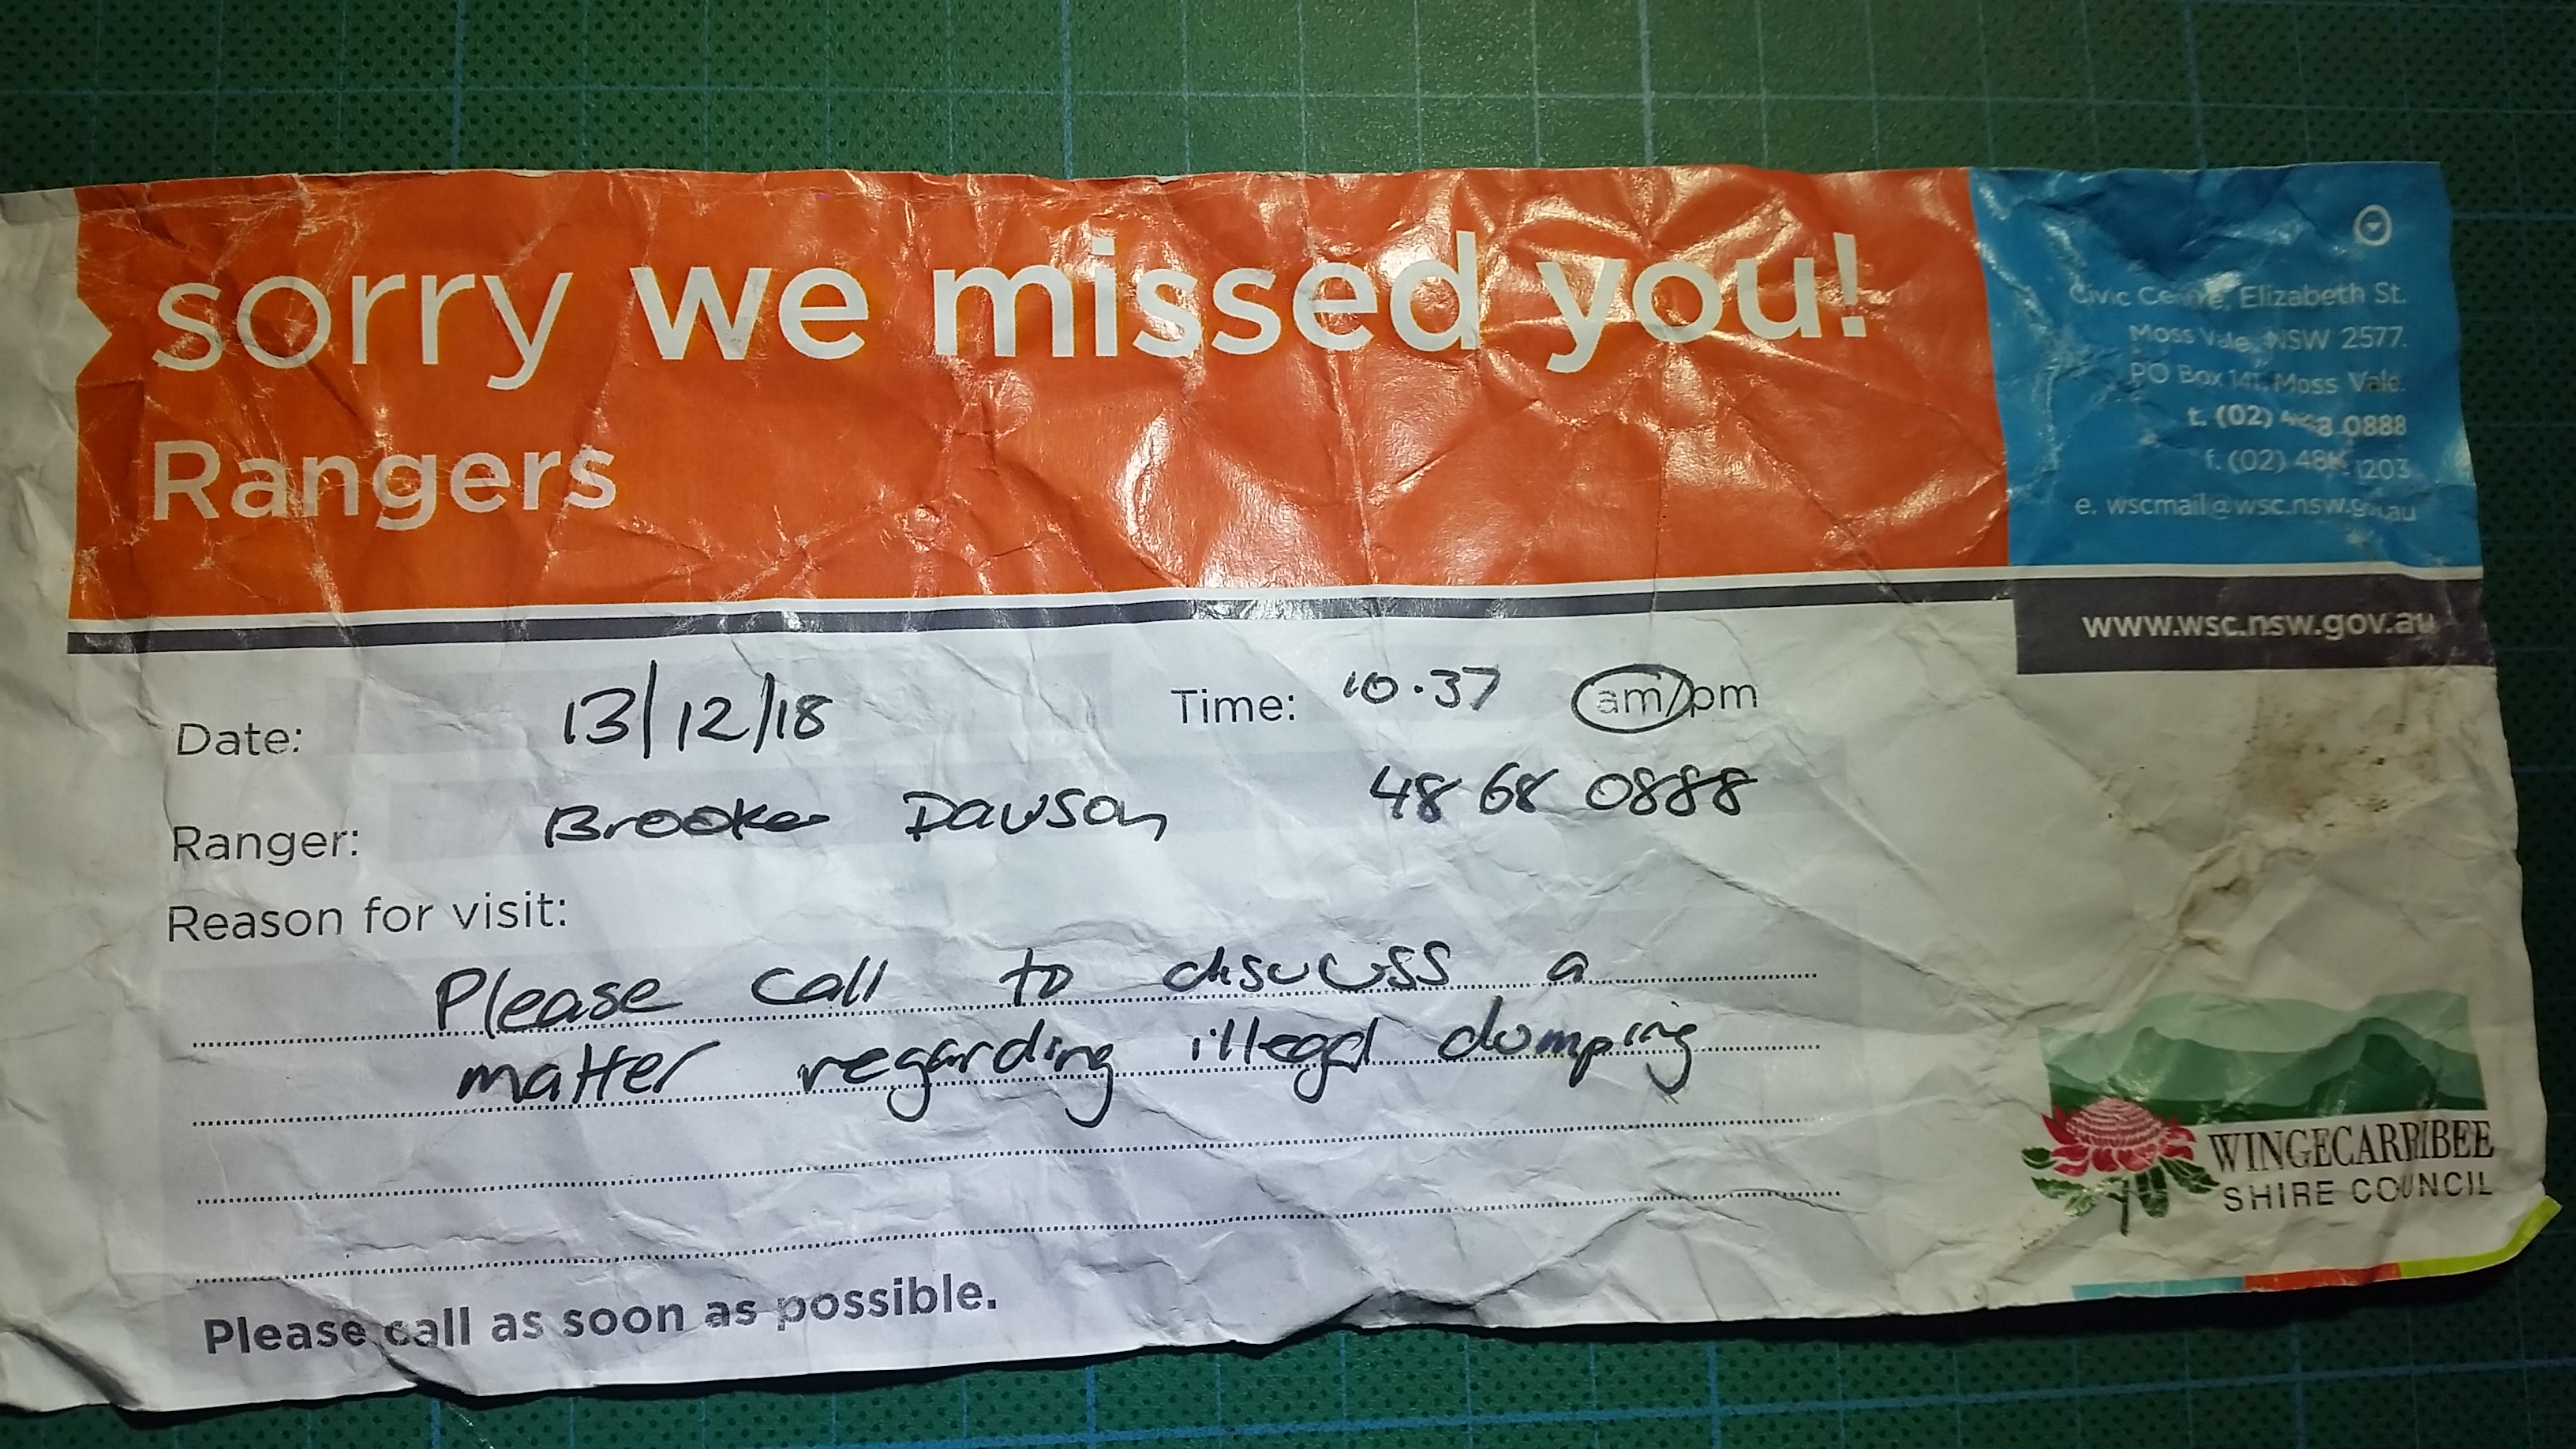 sorry we missed you!
Rangers
Civic Centre, Elizabeth St.
Moss Vale, NSW 2577.
PO Box 141, Moss Vale.
t. (02) 4868 0888
f. (02) 1203
e. wscmail@wsc.nsw.gov.au
www.wsc.nsw.gov.au
Date: 13/12/18 Time: 10.37 am/pm
Ranger: Brooke Dawson 48 68 0888
Reason for visit:
Please call to discuss a
matter regarding illegal dumping
Please call as soon as possible.
WINGECARRIBEE
SHIRE COUNCIL